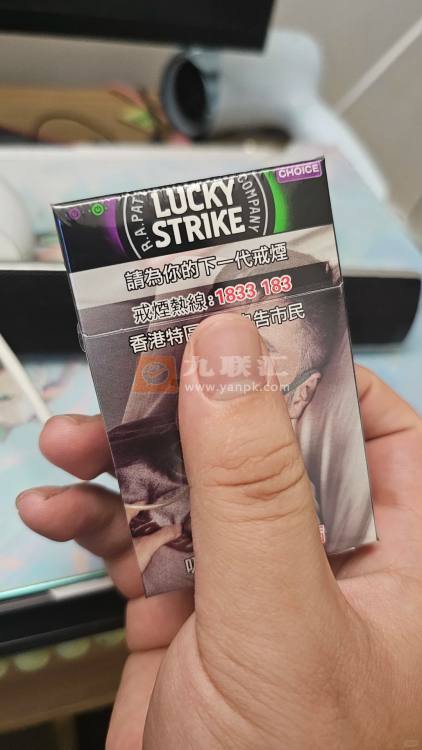 CHOICE
R.A. PAT
COMPANY
LUCKY
STRIKE
請為你的下一代戒煙
戒煙熱線:1833 183
香港特區 告市民
九联汇
www.yanpk.com